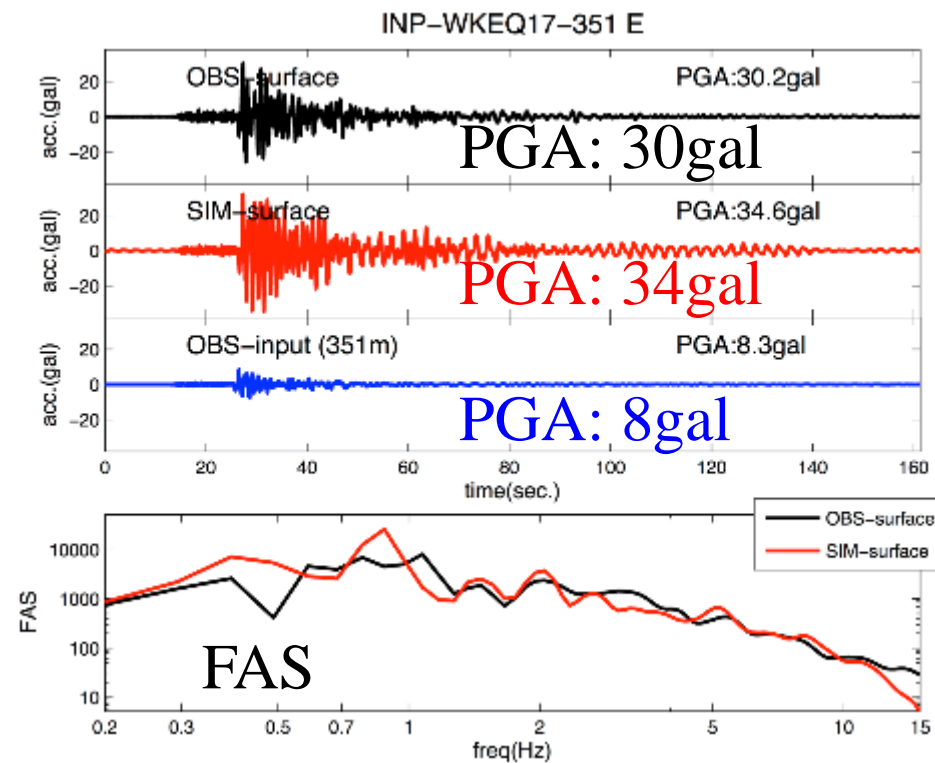 INP−WKEQ17−351 E
OBS−surface
PGA:30.2gal
PGA: 30gal
acc.(gal)
20
0
−20
SIM−surface
PGA:34.6gal
PGA: 34gal
acc.(gal)
20
0
−20
OBS−input (351m)
PGA:8.3gal
PGA: 8gal
acc.(gal)
20
0
−20
0 20 40 60 80 100 120 140 160
time(sec.)
OBS−surface
SIM−surface
FAS
10000
1000
100
10
FAS
0.2 0.3 0.5 0.7 1 2 5 10 15
freq(Hz)